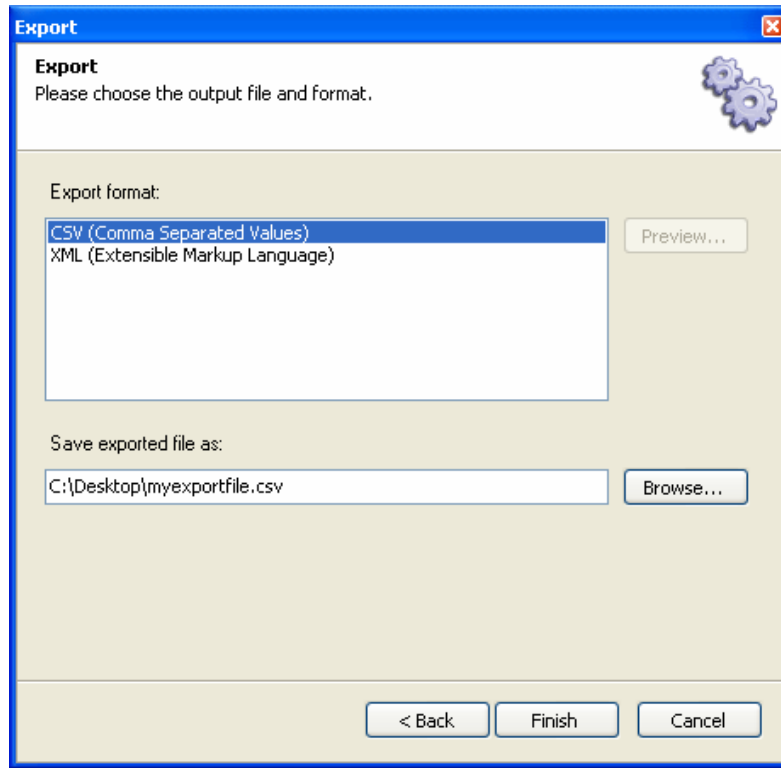 Export
Export
Please choose the output file and format.
Export format:
CSV (Comma Separated Values)
Preview...
XML (Extensible Markup Language)
Save exported file as:
C:\Desktop\myexportfile.csv
Browse...
< Back
Finish
Cancel